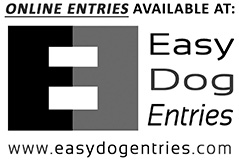 ONLINE ENTRIES AVAILABLE AT:
Easy
Dog
Entries
www.easydogentries.com